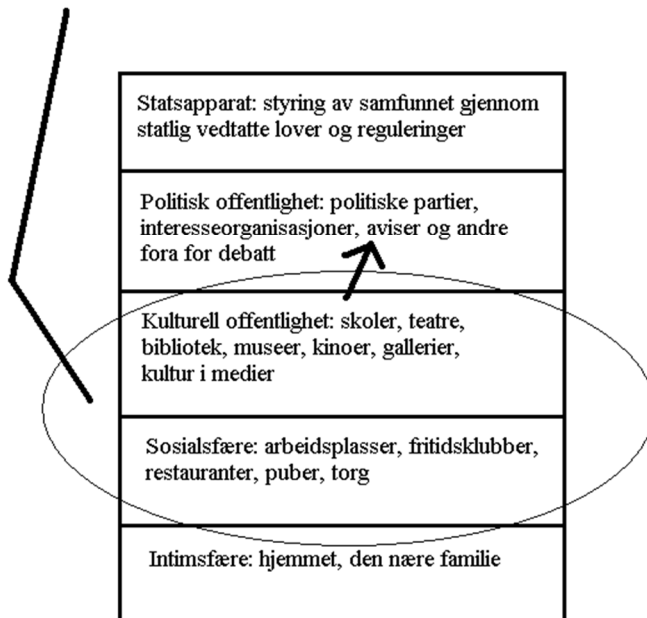 Statsapparat: styring av samfunnet gjennom
statlig vedtatte lover og reguleringer
Politisk offentlighet: politiske partier,
interesseorganisasjoner, aviser og andre
fora for debatt
Kulturell offentlighet: skoler, teatre,
bibliotek, museer, kinoer, gallerier,
kultur i medier
Sosialsfære: arbeidsplasser, fritidsklubber,
restauranter, puber, torg
Intimsfære: hjemmet, den nære familie